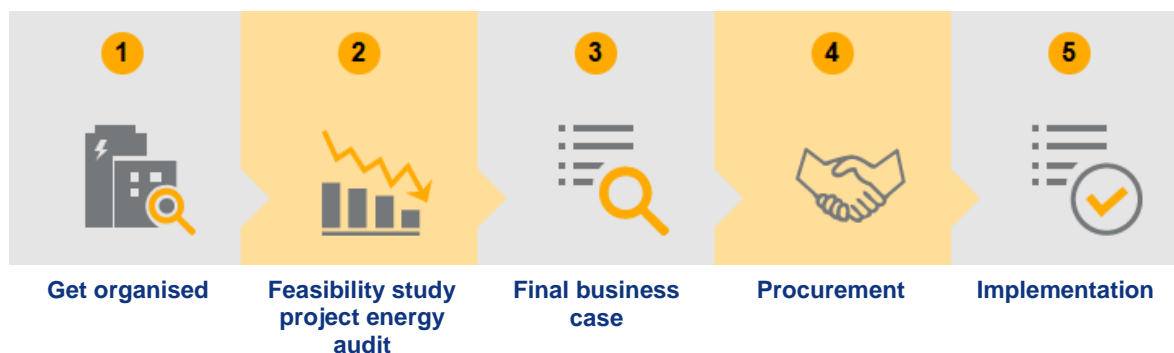 1
2
3
4
5
Get organised
Feasibility study
project energy
audit
Final business
case
Procurement
Implementation